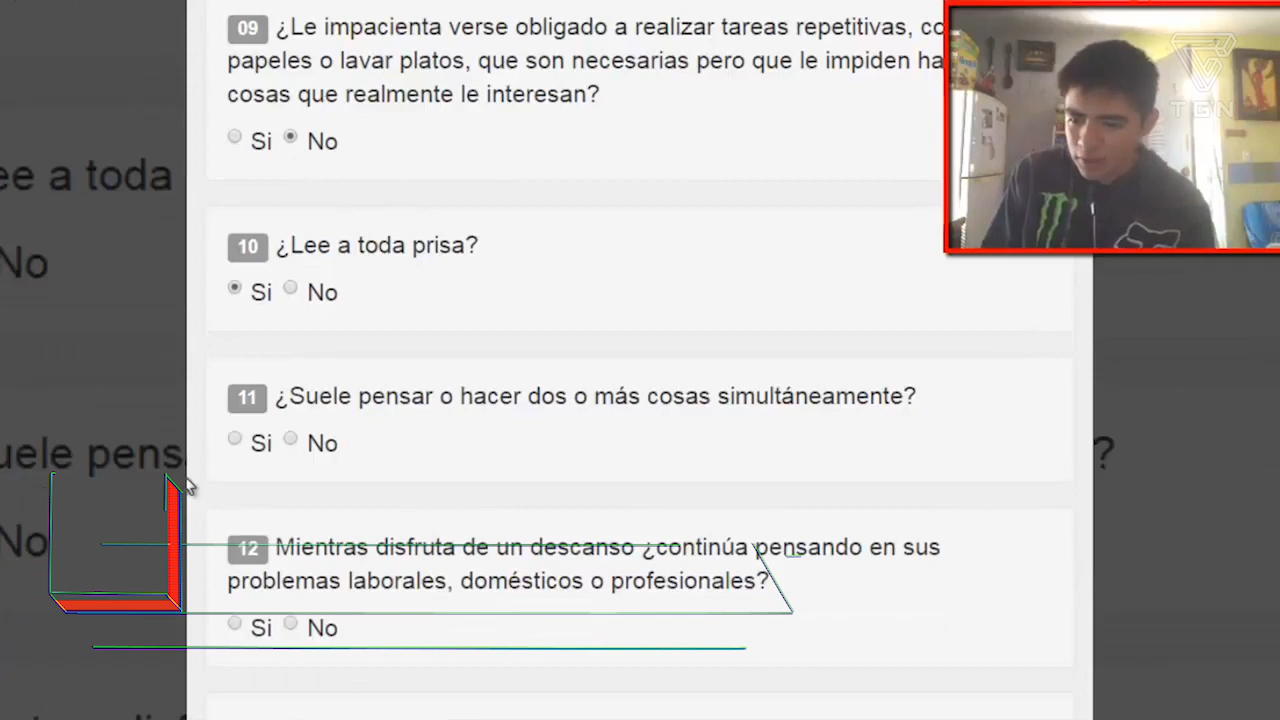 09 ¿Le impacienta verse obligado a realizar tareas repetitivas, co
papeles o lavar platos, que son necesarias pero que le impiden ha
cosas que realmente le interesan?
Si No
10 ¿Lee a toda prisa?
Si No
11 ¿Suele pensar o hacer dos o más cosas simultáneamente?
Si No
12 Mientras disfruta de un descanso ¿continúa pensando en sus
problemas laborales, domésticos o profesionales?
Si No
ee a toda
No
uele pens
?
No
TGN